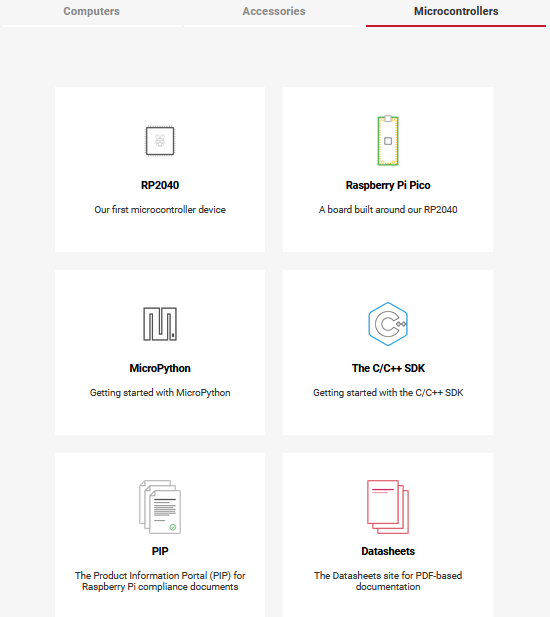 Computers Accessories Microcontrollers
RP2040
Our first microcontroller device
Raspberry Pi Pico
A board built around our RP2040
MicroPython
Getting started with MicroPython
The C/C++ SDK
Getting started with the C/C++ SDK
PIP
The Product Information Portal (PIP) for
Raspberry Pi compliance documents
Datasheets
The Datasheets site for PDF-based
documentation